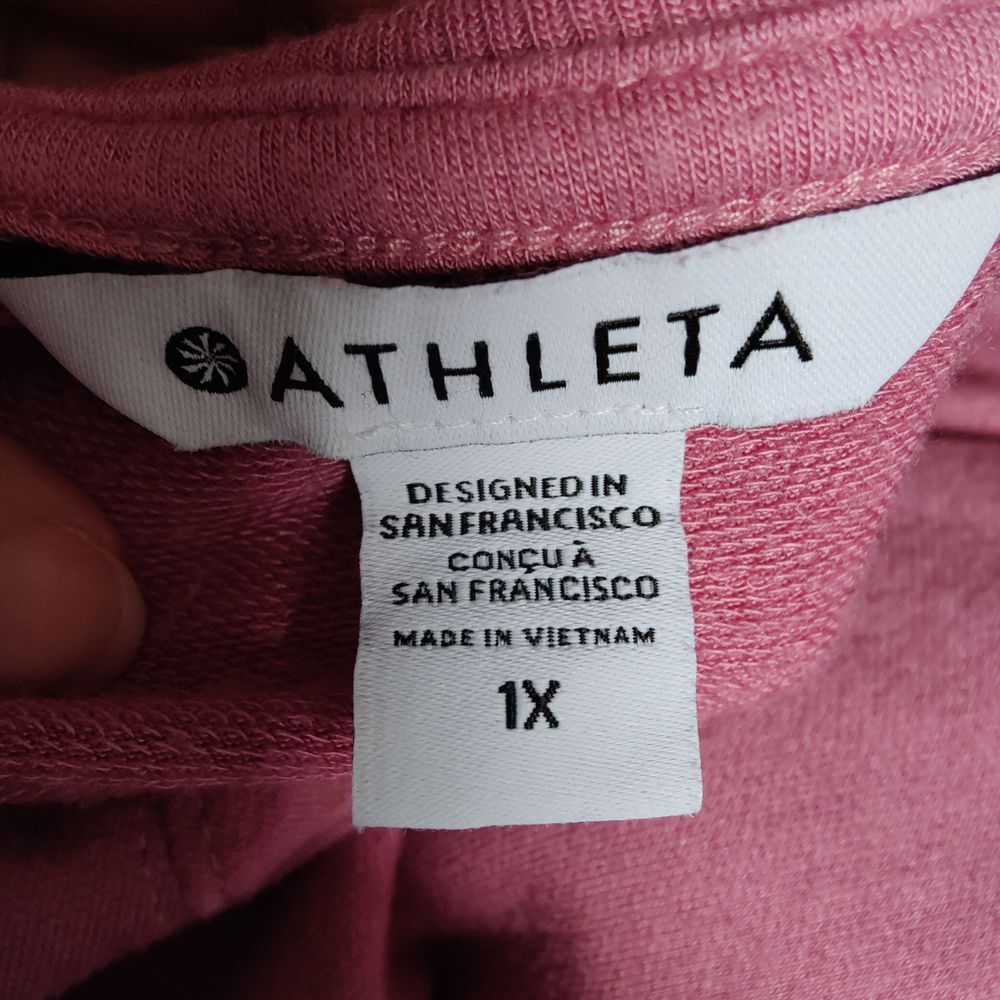 ATHLETA
DESIGNED IN
SAN FRANCISCO
CONÇU À
SAN FRANCISCO
MADE IN VIETNAM
1X